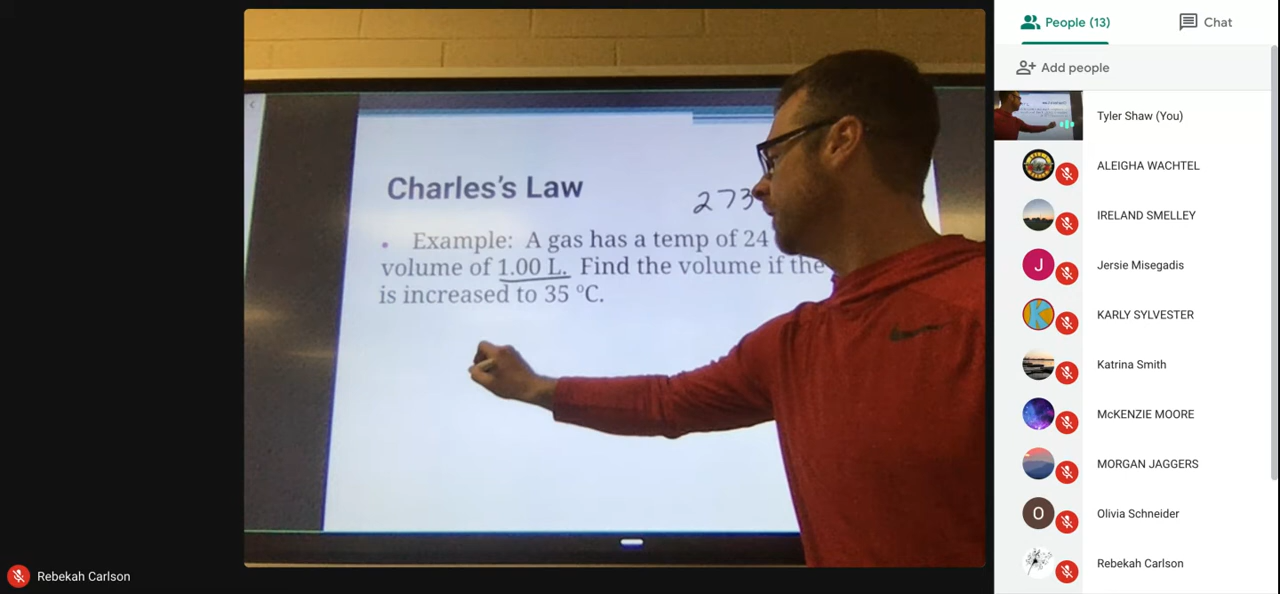 People (13)
Chat
Add people
Tyler Shaw (You)
ALEIGHA WACHTEL
IRELAND SMELLEY
J
Jersie Misegadis
KARLY SYLVESTER
K
Katrina Smith
McKENZIE MOORE
MORGAN JAGGERS
O
Olivia Schneider
Rebekah Carlson
Charles's Law
273
• Example: A gas has a temp of 24
volume of 1.00 L. Find the volume if the
is increased to 35 °C.
Rebekah Carlson